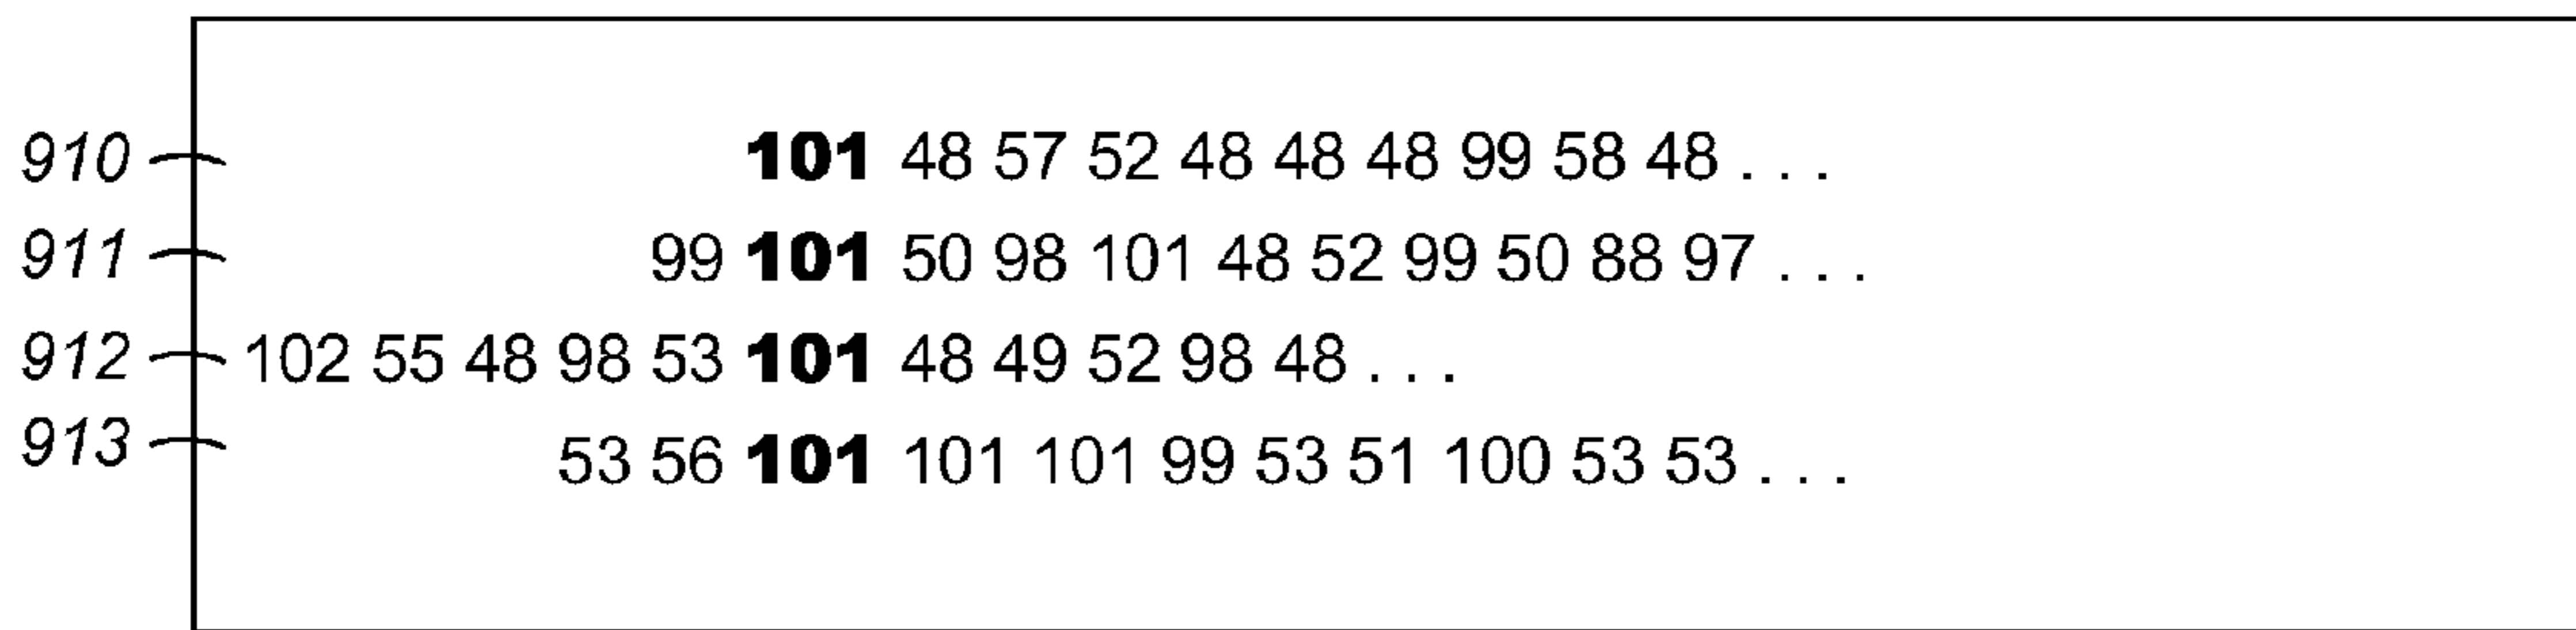 910 101 48 57 52 48 48 48 99 58 48 . . .
911 99 101 50 98 101 48 52 99 50 88 97 . . .
912 102 55 48 98 53 101 48 49 52 98 48 . . .
913 53 56 101 101 101 99 53 51 100 53 53 . . .